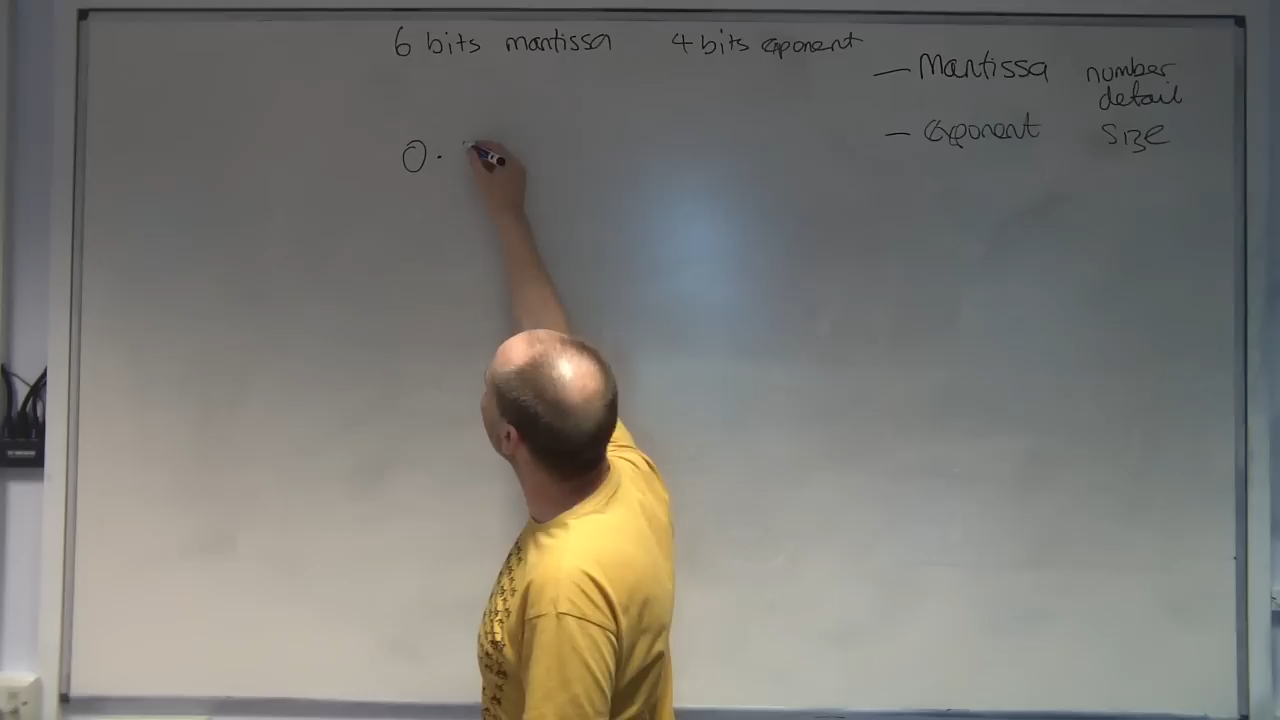 6 bits mantissa 4 bits exponent
— Mantissa number detail
— exponent size
0.